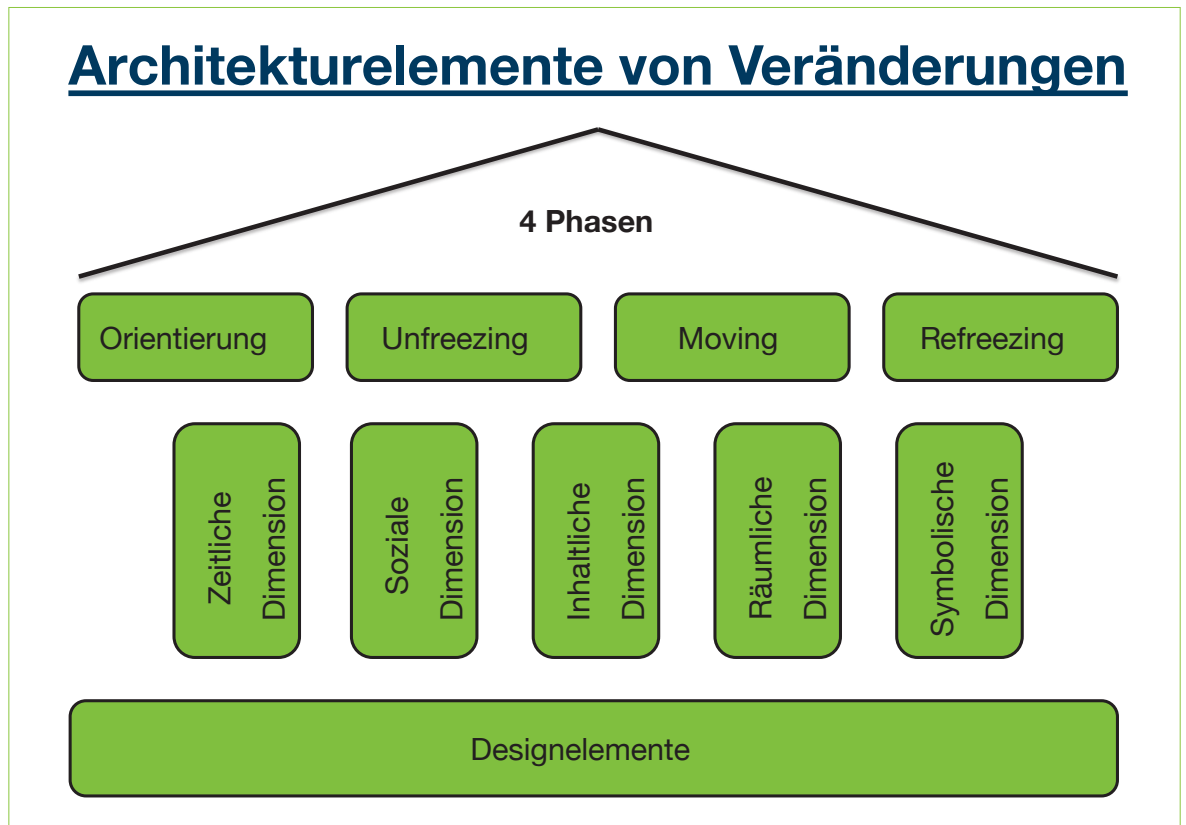 Architekturelemente von Veränderungen
4 Phasen
Orientierung
Unfreezing
Moving
Refreezing
Zeitliche
Dimension
Soziale
Dimension
Inhaltliche
Dimension
Räumliche
Dimension
Symbolische
Dimension
Designelemente